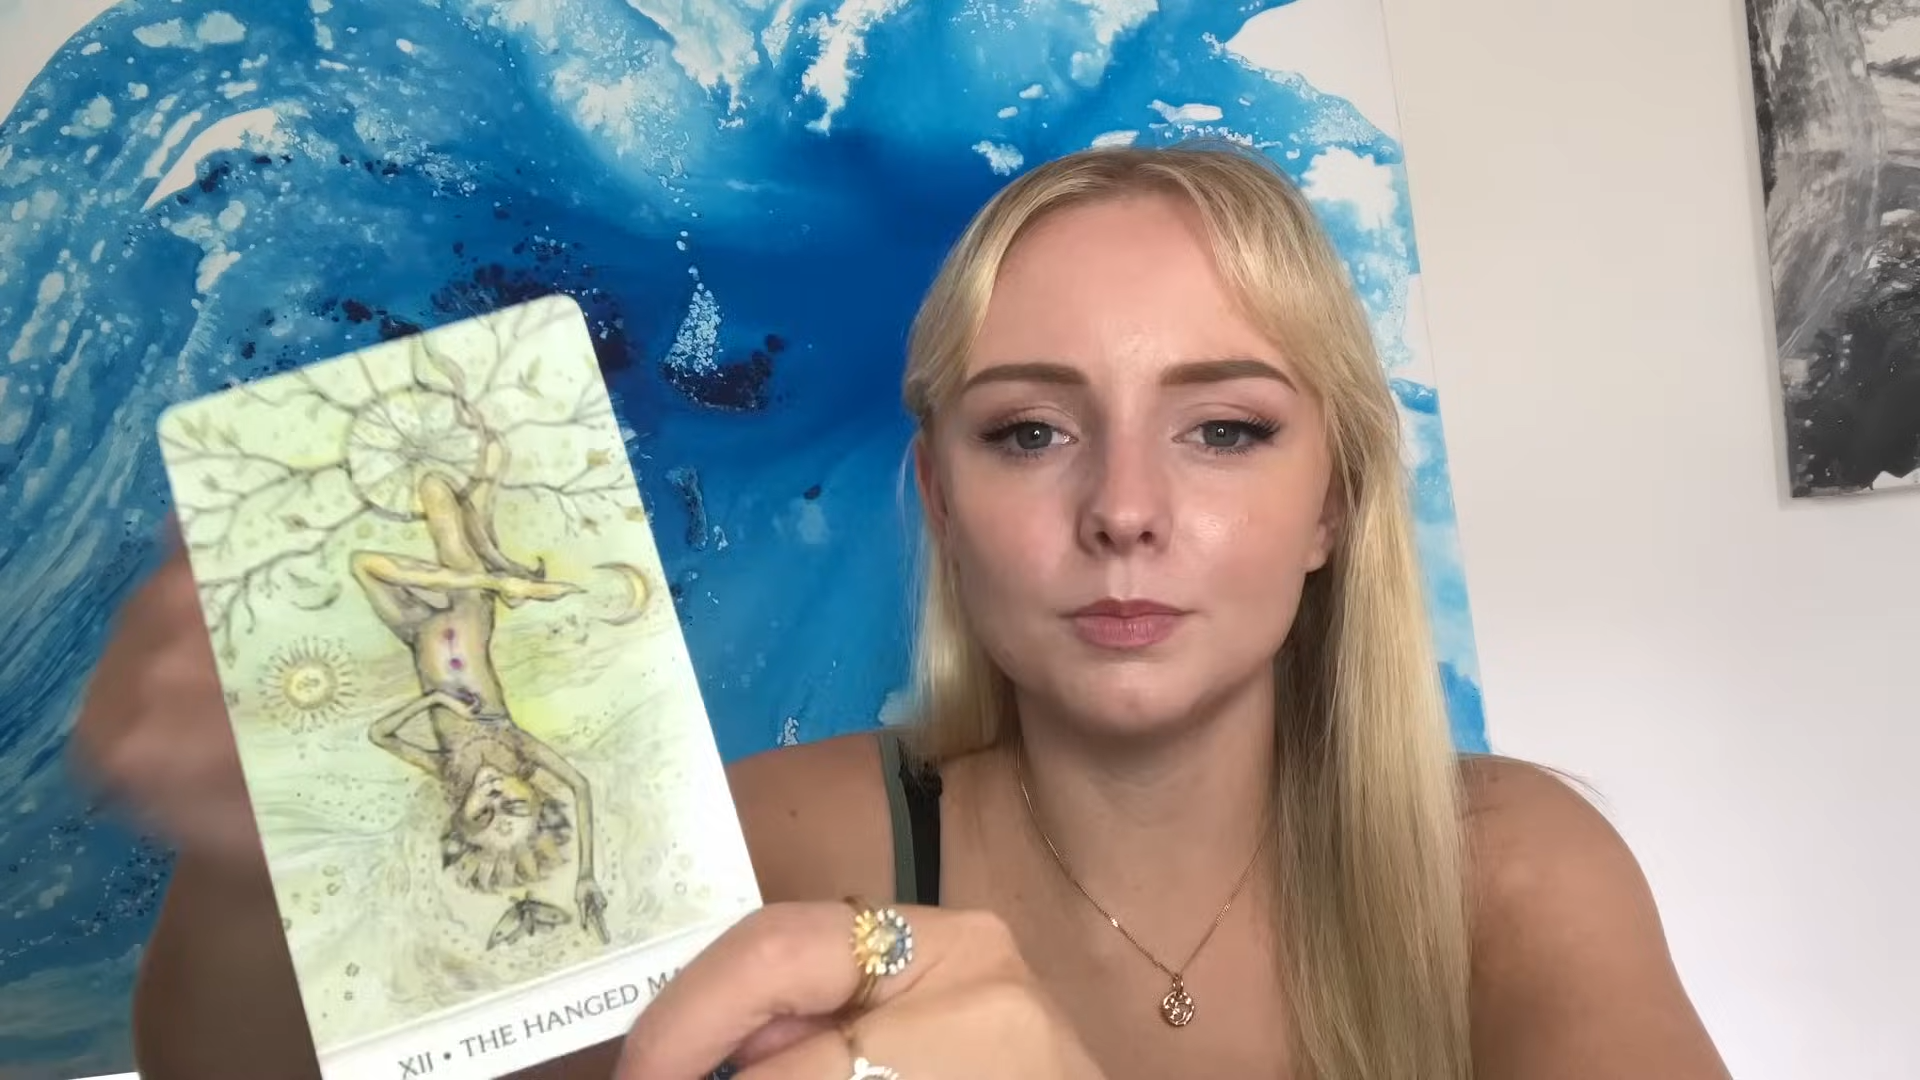 XII • THE HANGED